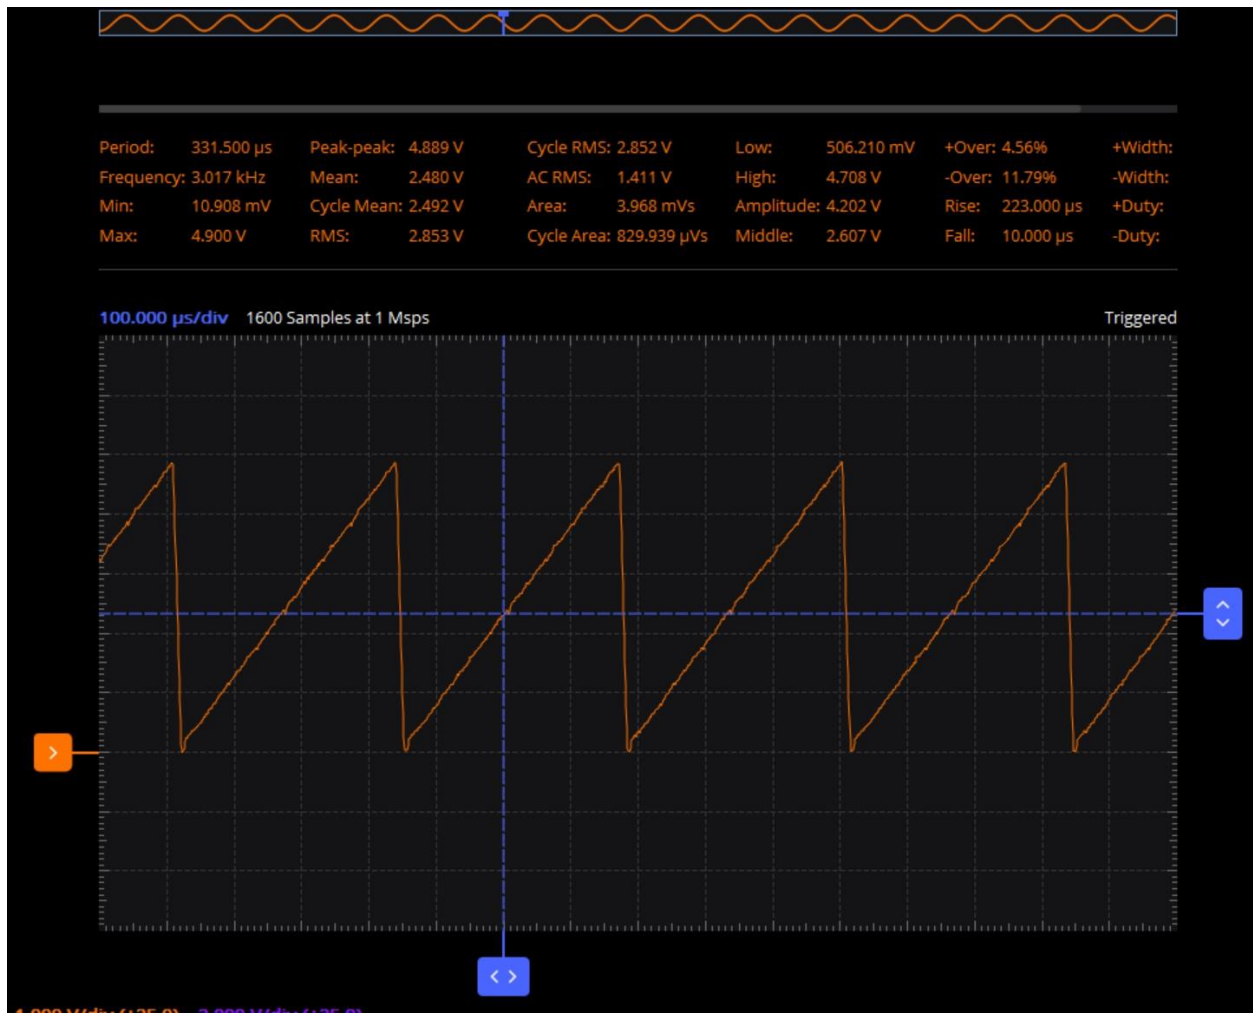 Period: 331.500 µs Peak-peak: 4.889 V Cycle RMS: 2.852 V Low: 506.210 mV +Over: 4.56% +Width:
Frequency: 3.017 kHz Mean: 2.480 V AC RMS: 1.411 V High: 4.708 V -Over: 11.79% -Width:
Min: 10.908 mV Cycle Mean: 2.492 V Area: 3.968 mVs Amplitude: 4.202 V Rise: 223.000 µs +Duty:
Max: 4.900 V RMS: 2.853 V Cycle Area: 829.939 µVs Middle: 2.607 V Fall: 10.000 µs -Duty:
100.000 µs/div 1600 Samples at 1 Msps Triggered